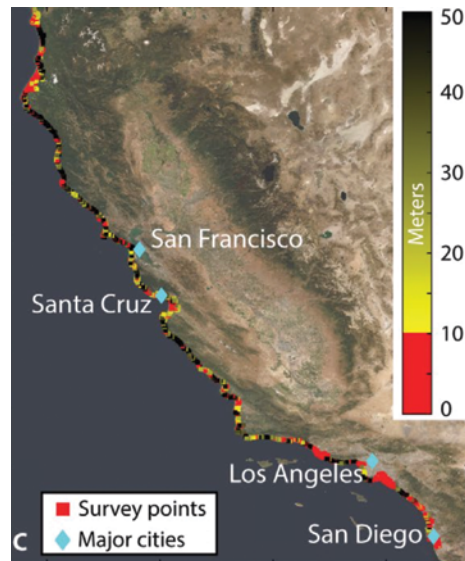 50
40
Meters
30
20
10
0
San Francisco
Santa Cruz
Los Angeles
San Diego
C
Survey points
Major cities